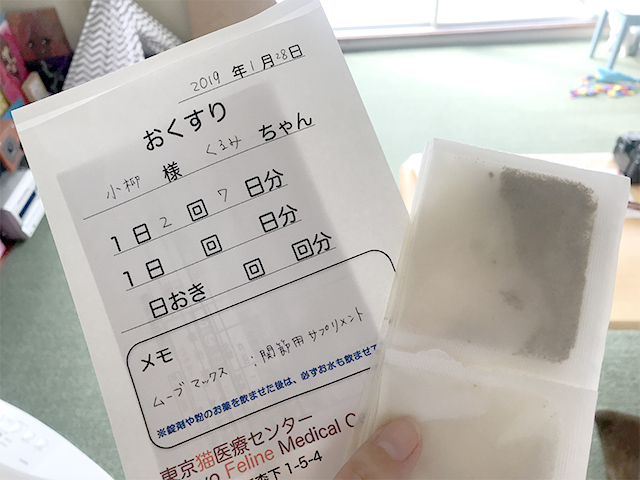 2019 年 1 月 28 日
おくすり
小柳 様 くるみ ちゃん
1日 2 回 7 日分
1日 回 日分
日おき 回 回分
メモ
ムーブマックス : 関節用サプリメント
※錠剤や粉のお薬を飲ませた後は、必ずお水も飲ませて
東京猫医療センター
yo Feline Medical C
森下1-5-4